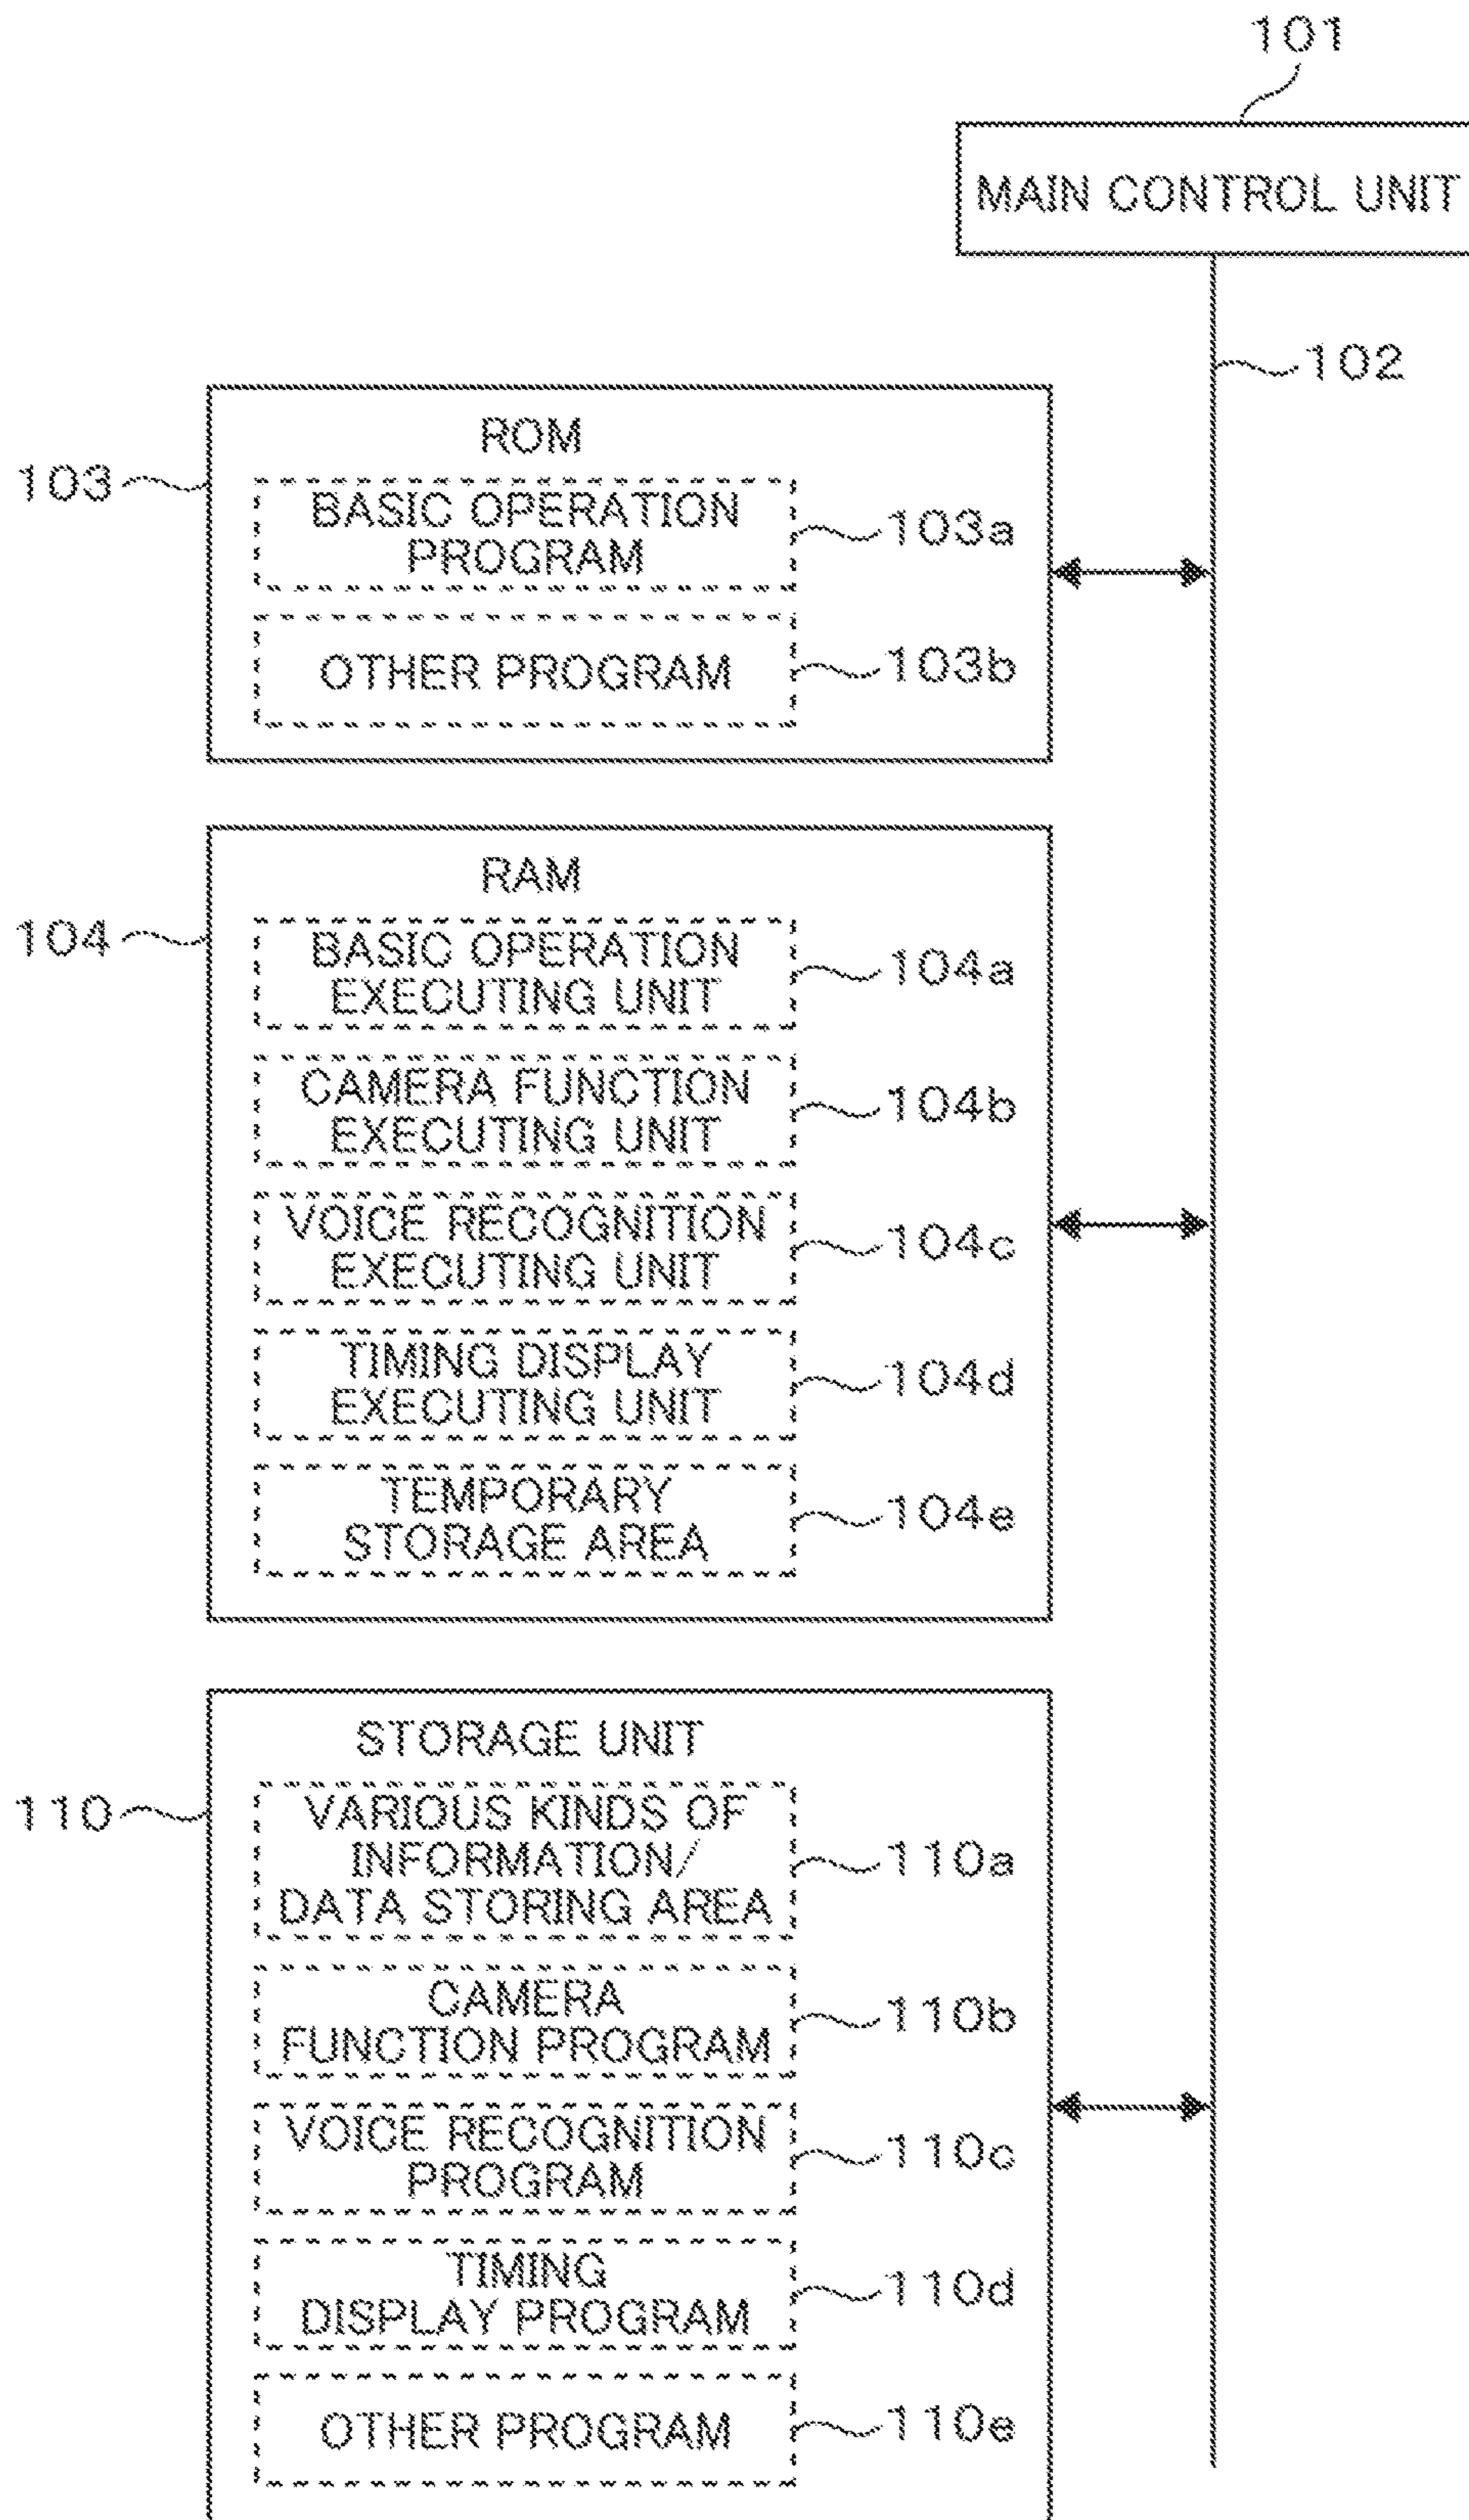 101
MAIN CONTROL UNIT
102
ROM
103
BASIC OPERATION
PROGRAM
103a
OTHER PROGRAM
103b
RAM
104
BASIC OPERATION
EXECUTING UNIT
104a
CAMERA FUNCTION
EXECUTING UNIT
104b
VOICE RECOGNITION
EXECUTING UNIT
104c
TIMING DISPLAY
EXECUTING UNIT
104d
TEMPORARY
STORAGE AREA
104e
STORAGE UNIT
110
VARIOUS KINDS OF
INFORMATION/
DATA STORING AREA
110a
CAMERA
FUNCTION PROGRAM
110b
VOICE RECOGNITION
PROGRAM
110c
TIMING
DISPLAY PROGRAM
110d
OTHER PROGRAM
110e